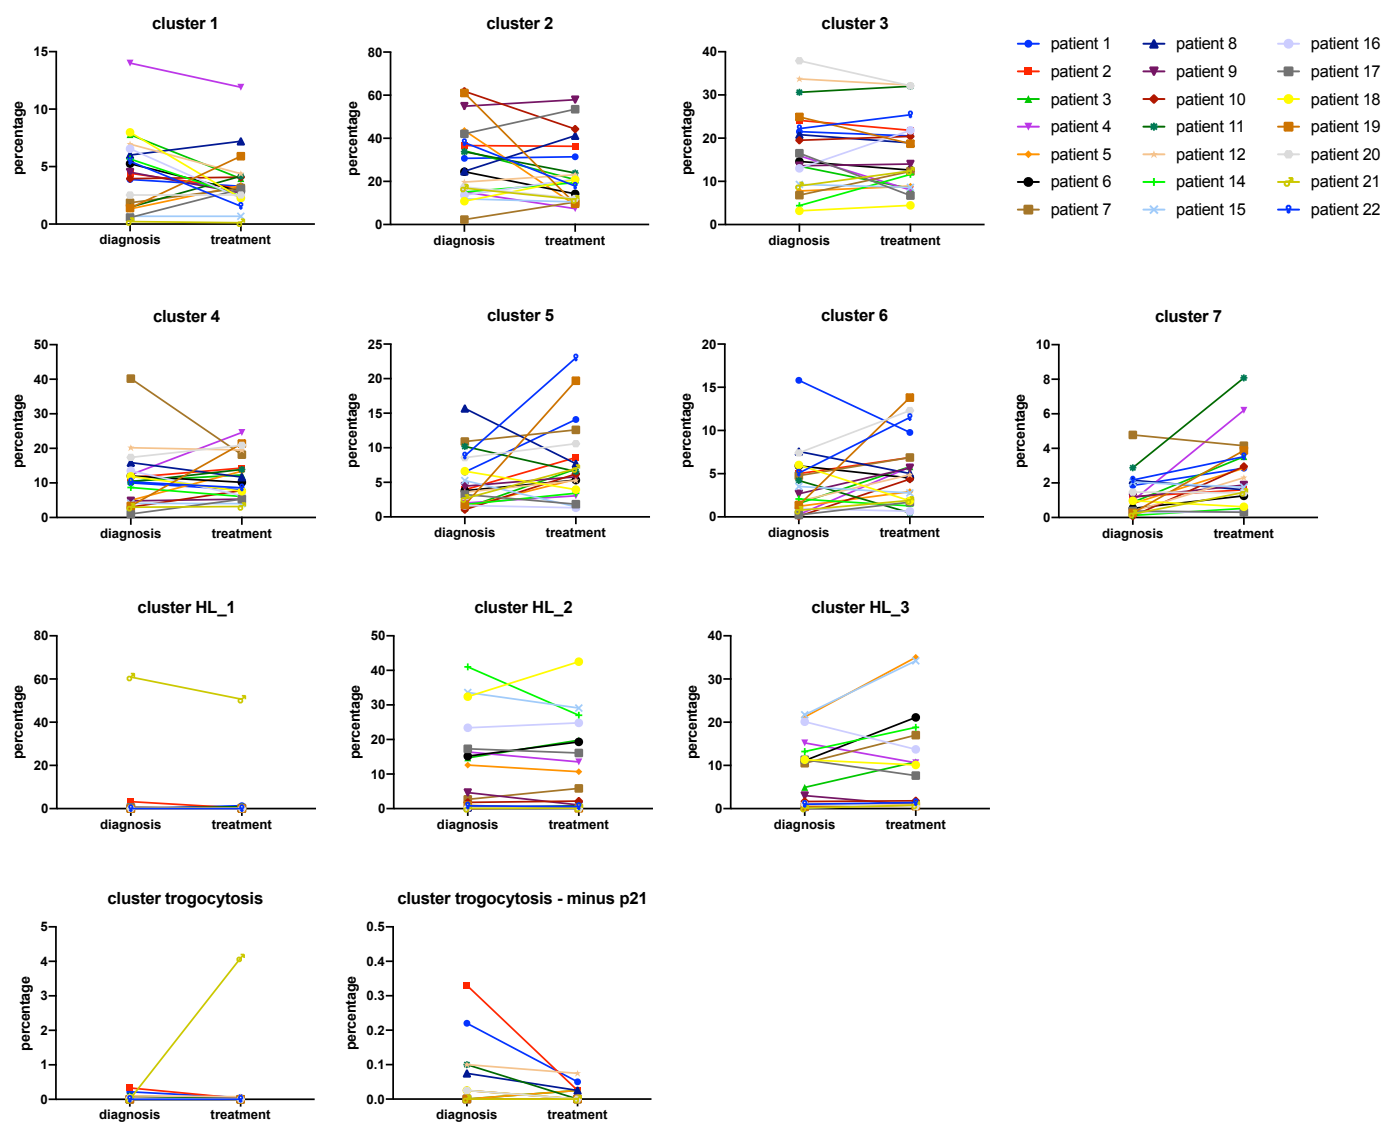 cluster 1
cluster 2
cluster 3
percentage
15
10
5
0
diagnosis
treatment
percentage
80
60
40
20
0
diagnosis
treatment
percentage
40
30
20
10
0
diagnosis
treatment
patient 1
patient 2
patient 3
patient 4
patient 5
patient 6
patient 7
patient 8
patient 9
patient 10
patient 11
patient 12
patient 14
patient 15
patient 16
patient 17
patient 18
patient 19
patient 20
patient 21
patient 22
cluster 4
cluster 5
cluster 6
cluster 7
percentage
50
40
30
20
10
0
diagnosis
treatment
percentage
25
20
15
10
5
0
diagnosis
treatment
percentage
20
15
10
5
0
diagnosis
treatment
percentage
10
8
6
4
2
0
diagnosis
treatment
cluster HL_1
cluster HL_2
cluster HL_3
percentage
80
60
40
20
0
diagnosis
treatment
percentage
50
40
30
20
10
0
diagnosis
treatment
percentage
40
30
20
10
0
diagnosis
treatment
cluster trogocytosis
cluster trogocytosis - minus p21
percentage
5
4
3
2
1
0
diagnosis
treatment
percentage
0.5
0.4
0.3
0.2
0.1
0.0
diagnosis
treatment